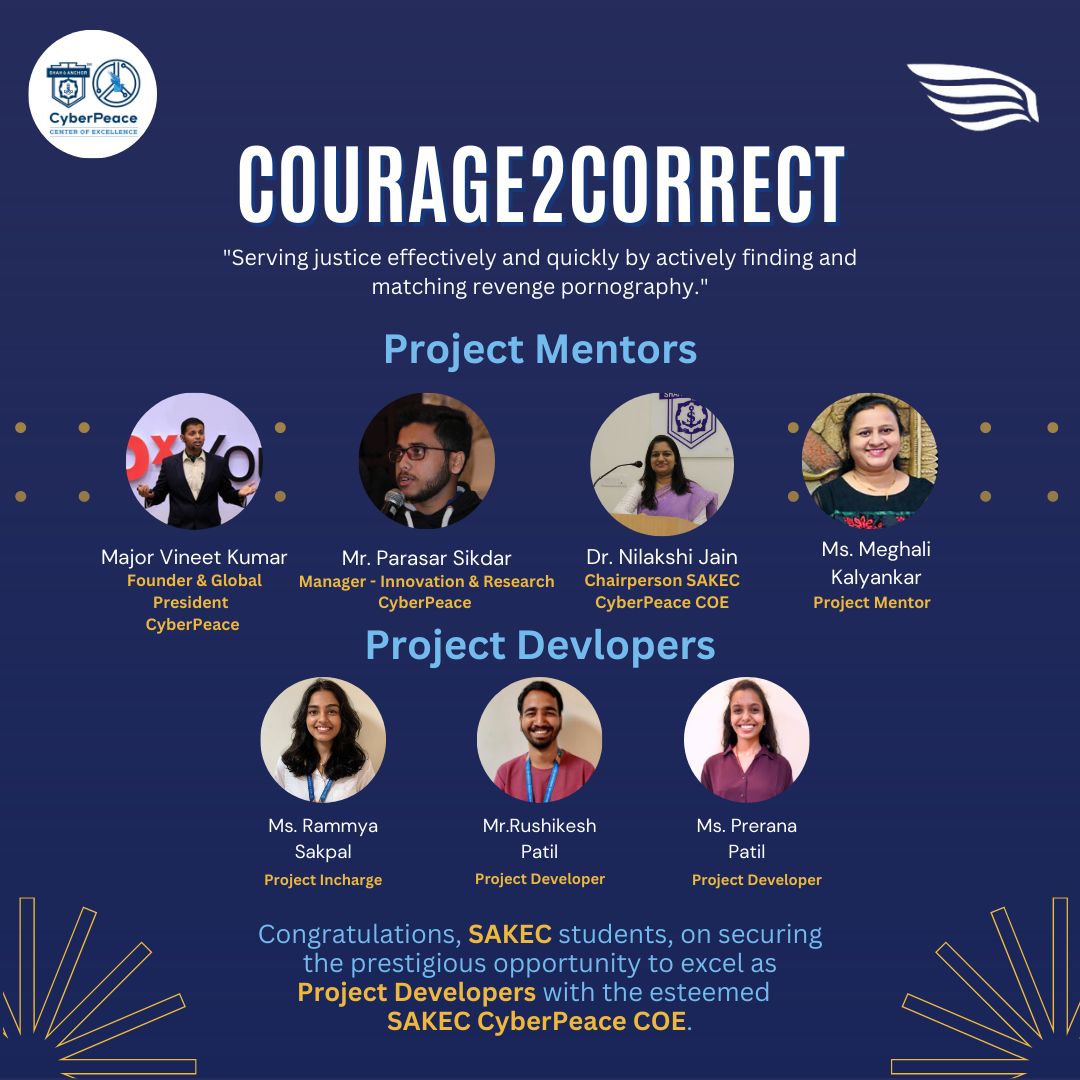 SHAH & ANCHOR
CyberPeace
CENTER OF EXCELLENCE
COURAGE2CORRECT
"Serving justice effectively and quickly by actively finding and
matching revenge pornography."
Project Mentors
Major Vineet Kumar
Founder & Global
President
CyberPeace
Mr. Parasar Sikdar
Manager - Innovation & Research
CyberPeace
Dr. Nilakshi Jain
Chairperson SAKEC
CyberPeace COE
Ms. Meghali
Kalyankar
Project Mentor
Project Devlopers
Ms. Rammya
Sakpal
Project Incharge
Mr.Rushikesh
Patil
Project Developer
Ms. Prerana
Patil
Project Developer
Congratulations, SAKEC students, on securing
the prestigious opportunity to excel as
Project Developers with the esteemed
SAKEC CyberPeace COE.